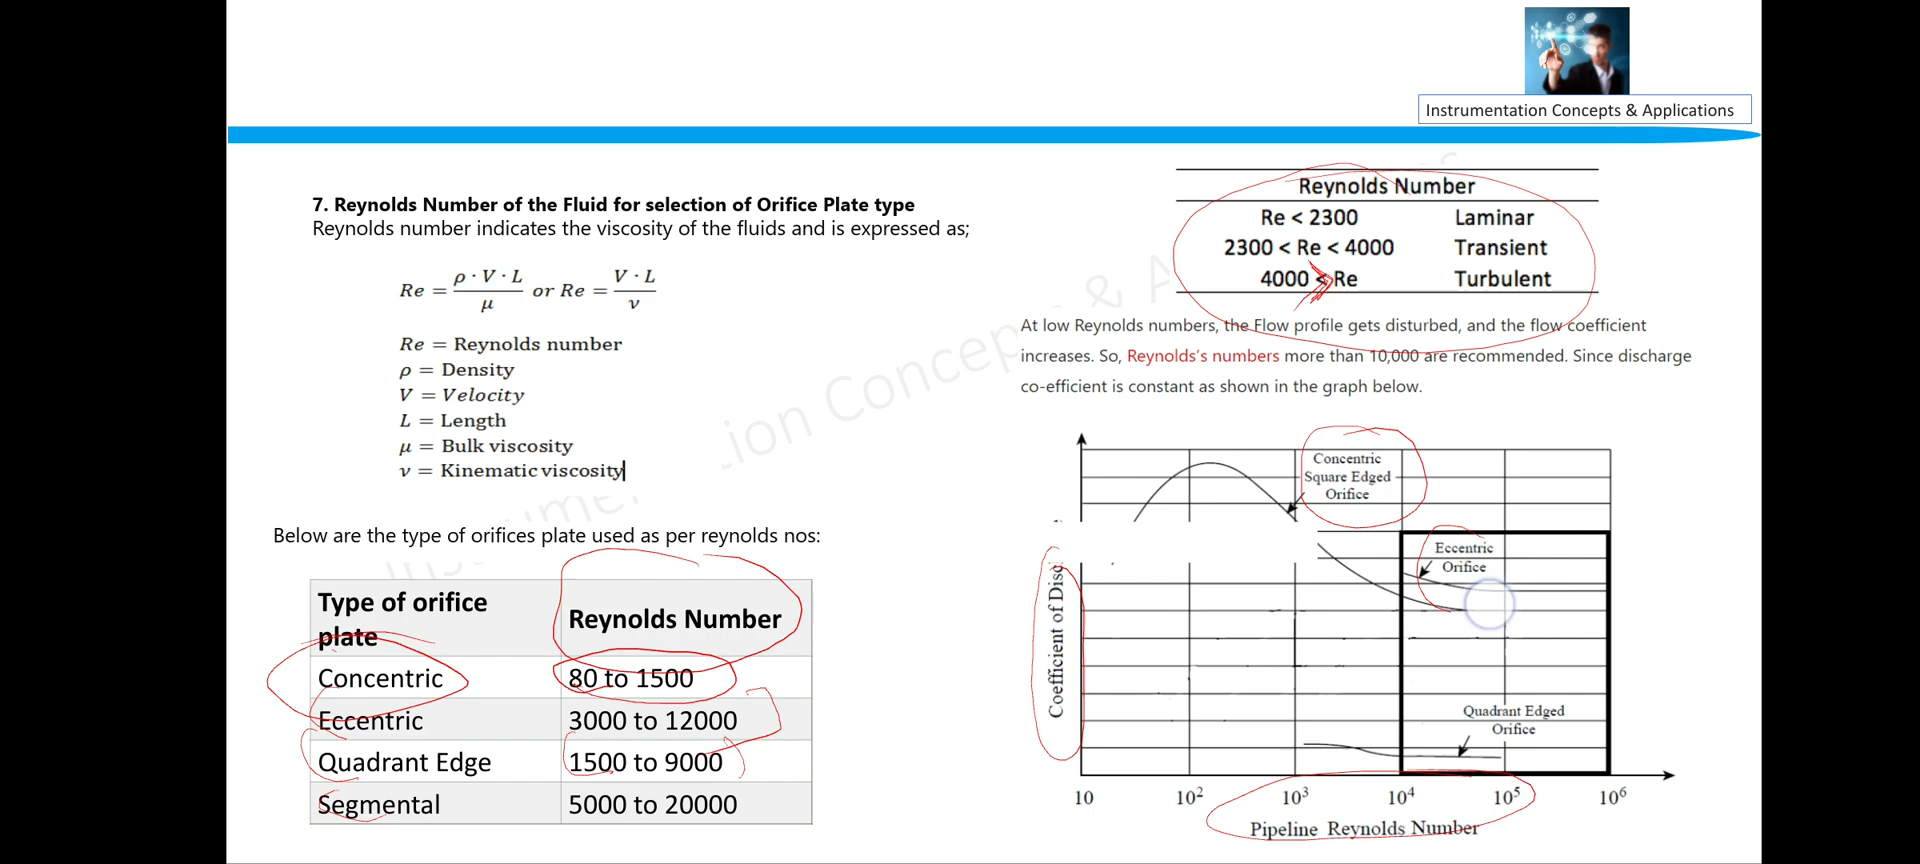 Instrumentation Concepts & Applications
7. Reynolds Number of the Fluid for selection of Orifice Plate type
Reynolds number indicates the viscosity of the fluids and is expressed as;
Re = ρ · V · L / μ or Re = V · L / ν
Re = Reynolds number
ρ = Density
V = Velocity
L = Length
μ = Bulk viscosity
ν = Kinematic viscosity
Below are the type of orifices plate used as per reynolds nos:
Type of orifice plate Reynolds Number
Concentric 80 to 1500
Eccentric 3000 to 12000
Quadrant Edge 1500 to 9000
Segmental 5000 to 20000
Reynolds Number
Re < 2300 Laminar
2300 < Re < 4000 Transient
4000 < Re Turbulent
At low Reynolds numbers, the Flow profile gets disturbed, and the flow coefficient
increases. So, Reynolds's numbers more than 10,000 are recommended. Since discharge
co-efficient is constant as shown in the graph below.
Concentric
Square Edged
Orifice
Eccentric
Orifice
Quadrant Edged
Orifice
Coefficient of Disc
10 10² 10³ 10⁴ 10⁵ 10⁶
Pipeline Reynolds Number